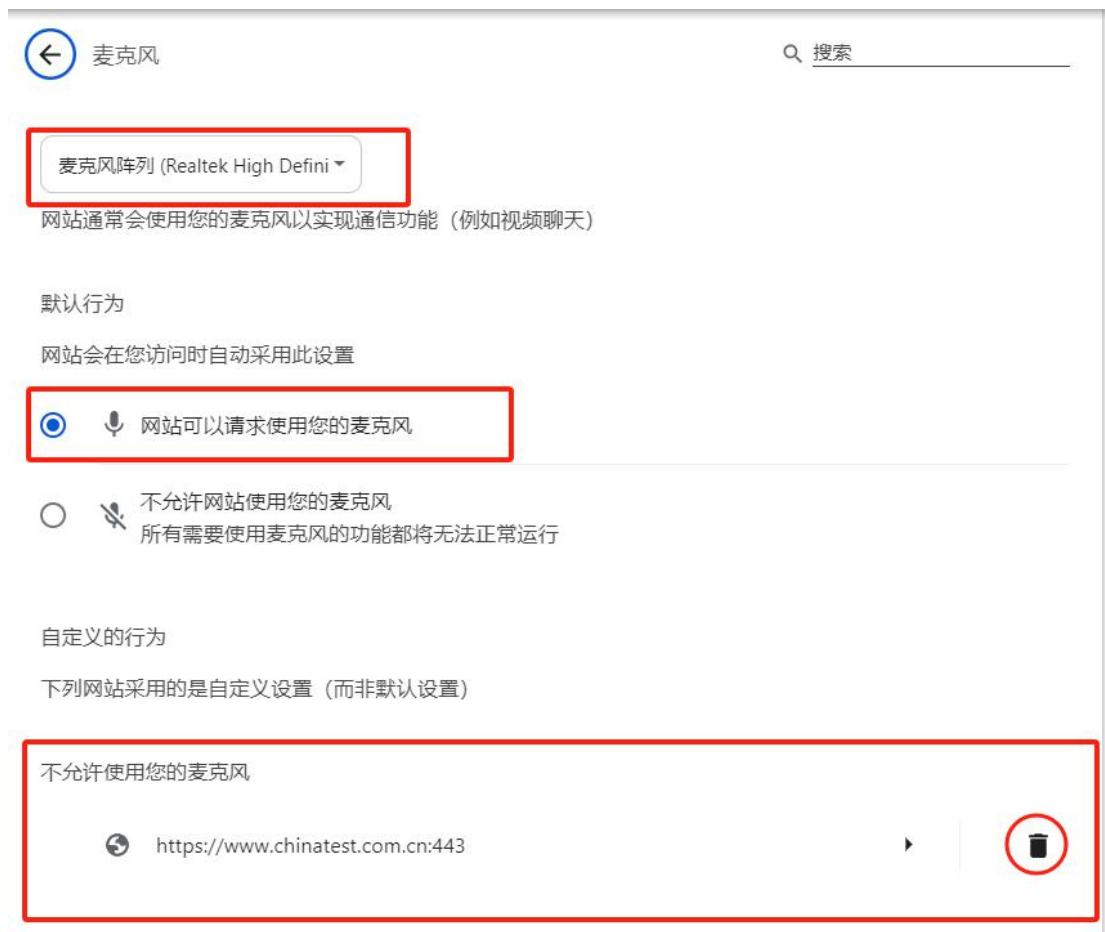 麦克风
搜索
麦克风阵列 (Realtek High Defini
网站通常会使用您的麦克风以实现通信功能（例如视频聊天）
默认行为
网站会在您访问时自动采用此设置
网站可以请求使用您的麦克风
不允许网站使用您的麦克风
所有需要使用麦克风的功能都将无法正常运行
自定义的行为
下列网站采用的是自定义设置（而非默认设置）
不允许使用您的麦克风
https://www.chinatest.com.cn:443